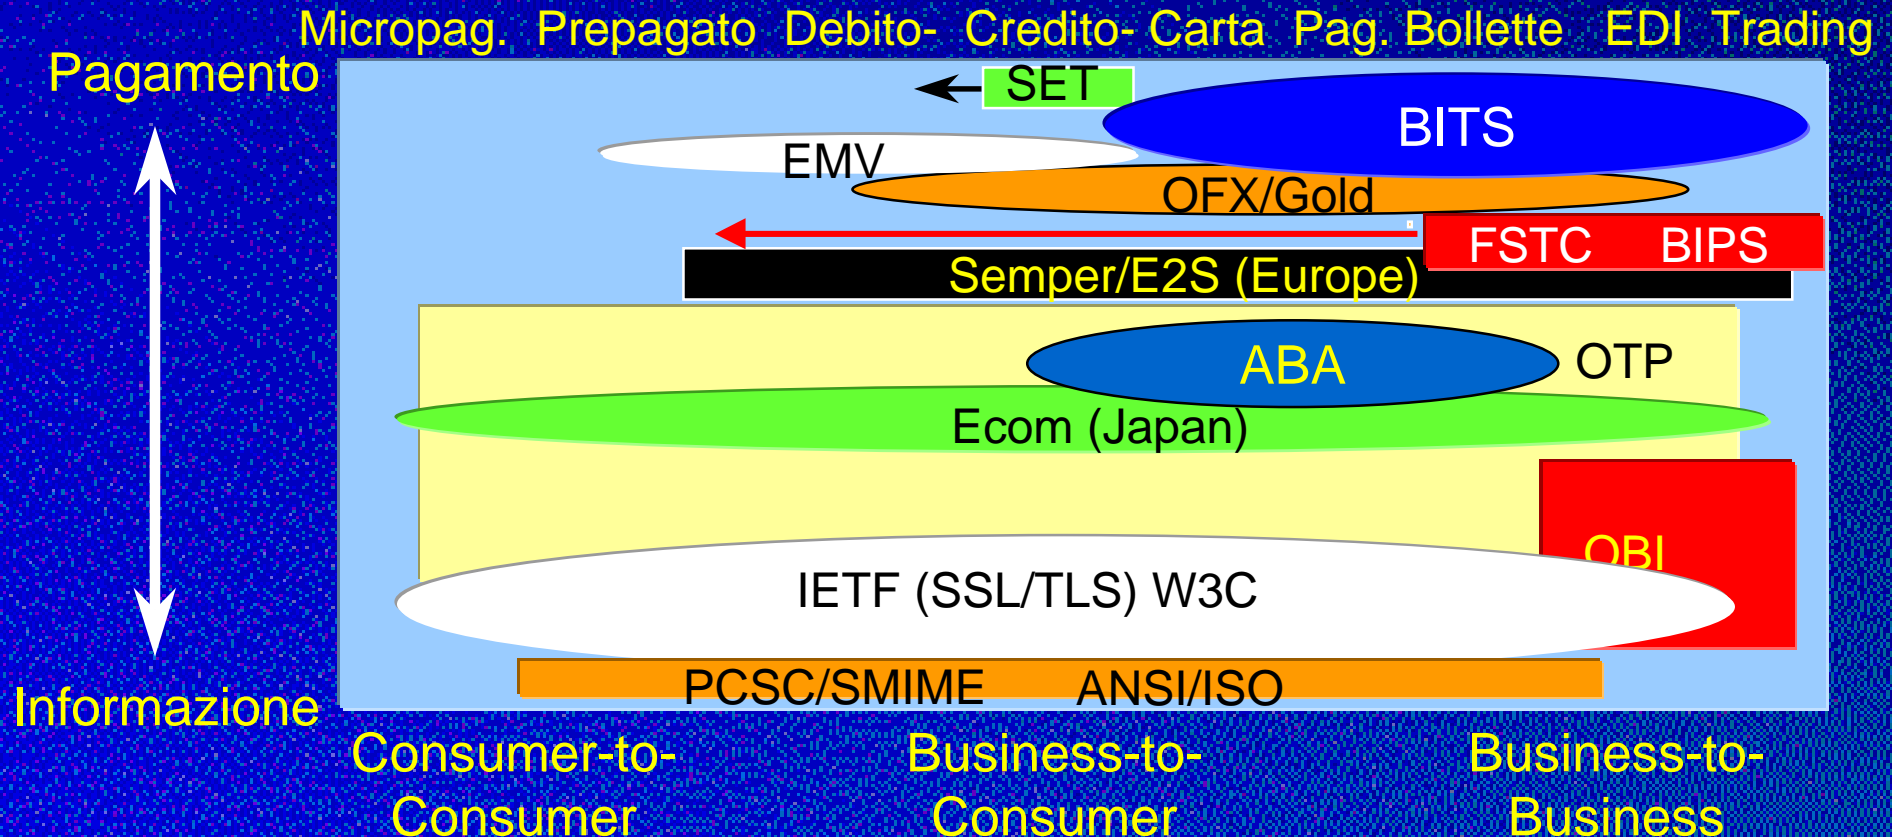 Micropag. Prepagato Debito- Credito- Carta Pag. Bollette EDI Trading
Pagamento
SET
BITS
EMV
OFX/Gold
FSTC BIPS
Semper/E2S (Europe)
ABA
OTP
Ecom (Japan)
OBI
IETF (SSL/TLS) W3C
PCSC/SMIME ANSI/ISO
Informazione
Consumer-to-
Consumer
Business-to-
Consumer
Business-to-
Business